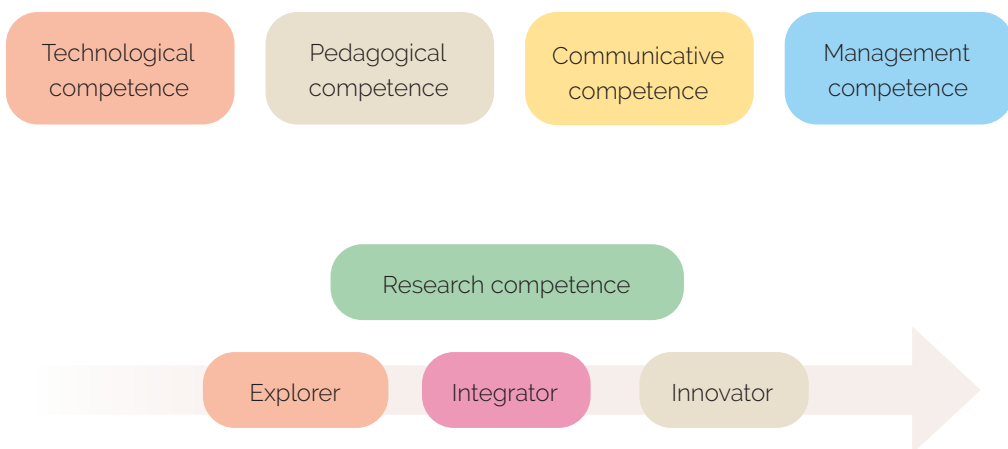 Technological
competence
Pedagogical
competence
Communicative
competence
Management
competence
Research competence
Explorer
Integrator
Innovator